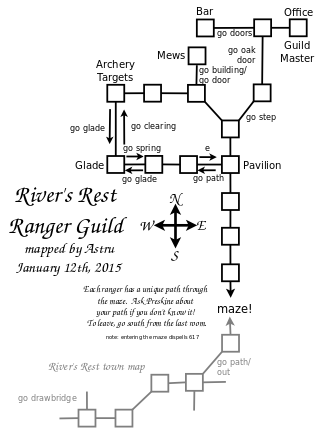 Bar
Office
go doors
Guild
Master
Mews
go oak
door
Archery
Targets
go building/
go door
go glade
go clearing
go step
go spring
e
Glade
go glade
go path
Pavilion
River's Rest
Ranger Guild
mapped by Astru
January 12th, 2015
N
W
E
S
Each ranger has a unique path through
the maze. Ask Preskine about
your path if you don't know it!
To leave, go south from the last room.
note: entering the maze dispells 617
maze!
River's Rest town map
go path/
out
go drawbridge